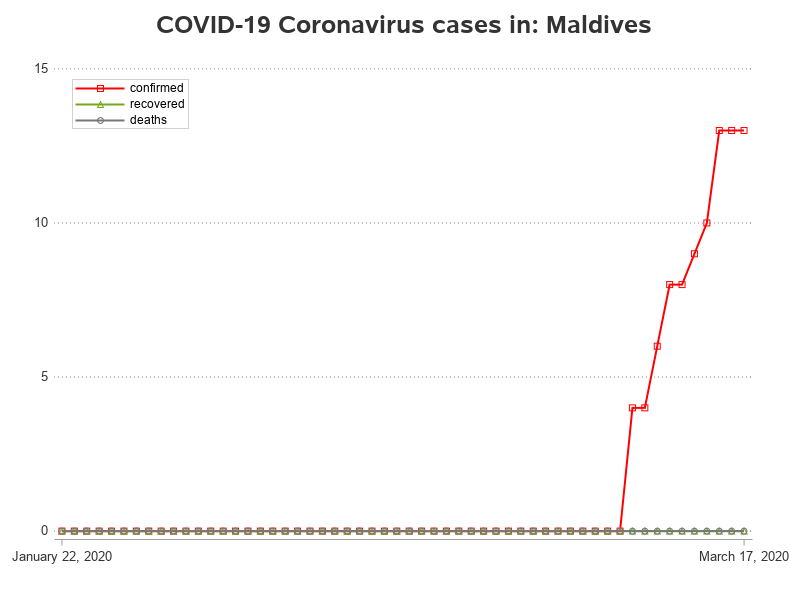 COVID-19 Coronavirus cases in: Maldives
15
confirmed
recovered
deaths
10
5
0
January 22, 2020
March 17, 2020